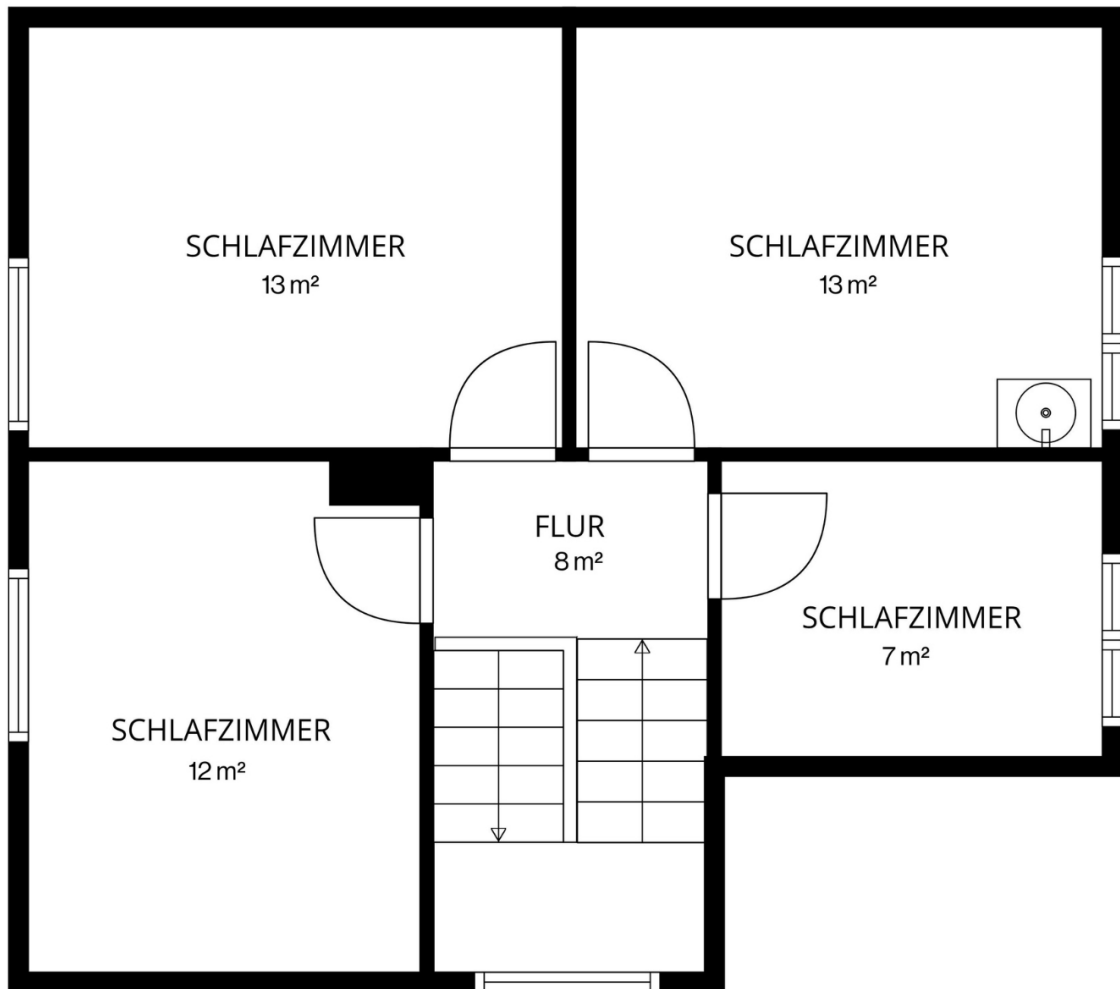 SCHLAFZIMMER
13 m²
SCHLAFZIMMER
13 m²
FLUR
8 m²
SCHLAFZIMMER
7 m²
SCHLAFZIMMER
12 m²